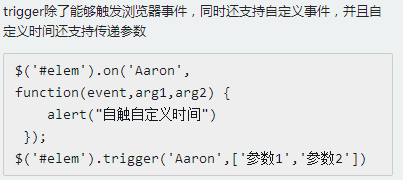 trigger除了能够触发浏览器事件，同时还支持自定义事件，并且自
定义时间还支持传递参数
$('#elem').on('Aaron',
function(event,arg1,arg2) {
    alert("自触自定义时间")
 });
$('#elem').trigger('Aaron',['参数1','参数2'])